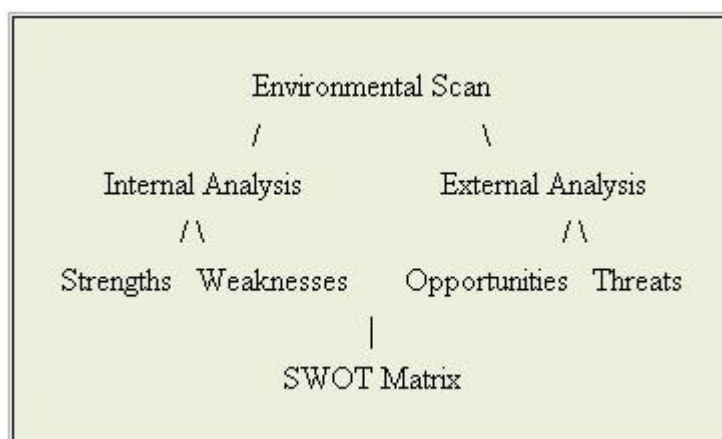 Environmental Scan
/ \
Internal Analysis External Analysis
/ \ / \
Strengths Weaknesses Opportunities Threats
|
SWOT Matrix